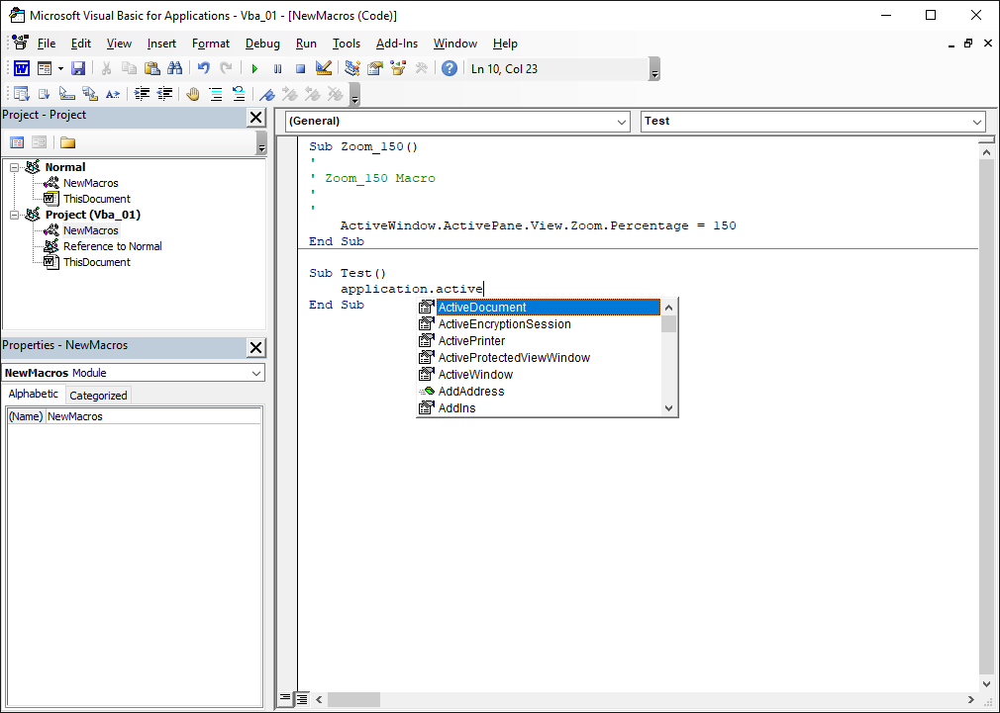 Microsoft Visual Basic for Applications - Vba_01 - [NewMacros (Code)]
File Edit View Insert Format Debug Run Tools Add-Ins Window Help
Ln 10, Col 23
Project - Project
Normal
NewMacros
ThisDocument
Project (Vba_01)
NewMacros
Reference to Normal
ThisDocument
Properties - NewMacros
NewMacros Module
Alphabetic Categorized
(Name) NewMacros
(General) Test
Sub Zoom_150()
'
' Zoom_150 Macro
'
'
ActiveWindow.ActivePane.View.Zoom.Percentage = 150
End Sub
Sub Test()
application.active
End Sub
ActiveDocument
ActiveEncryptionSession
ActivePrinter
ActiveProtectedViewWindow
ActiveWindow
AddAddress
AddIns